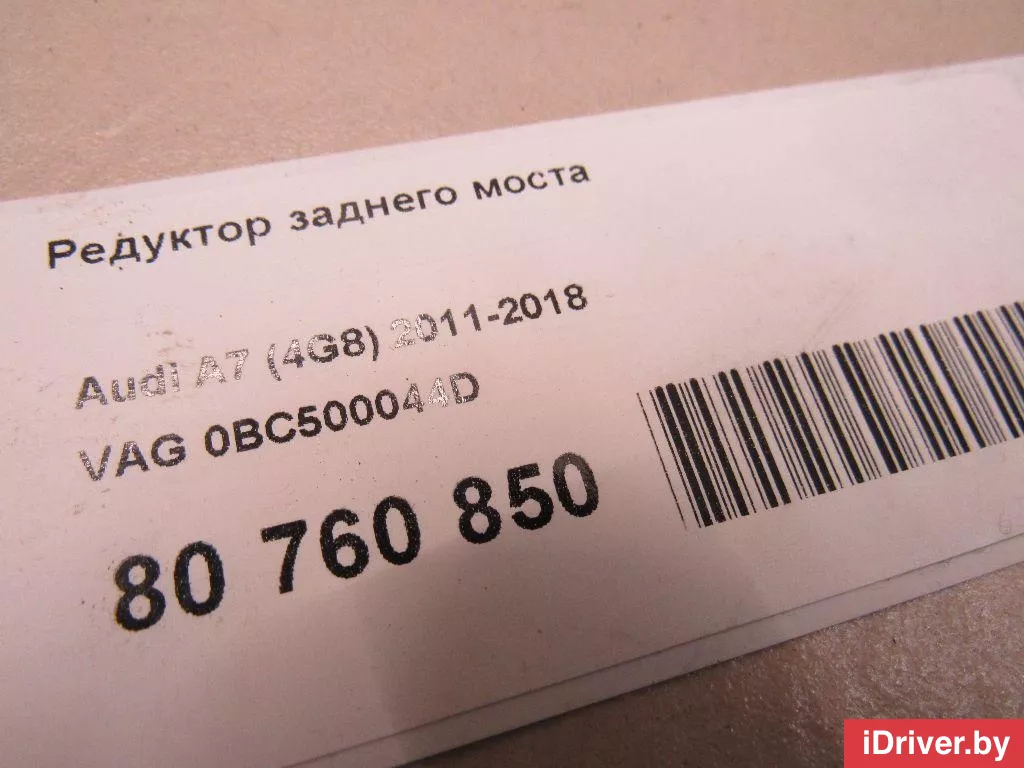 Редуктор заднего моста
Audi A7 (4G8) 2011-2018
VAG 0BC500044D
80 760 850
iDriver.by